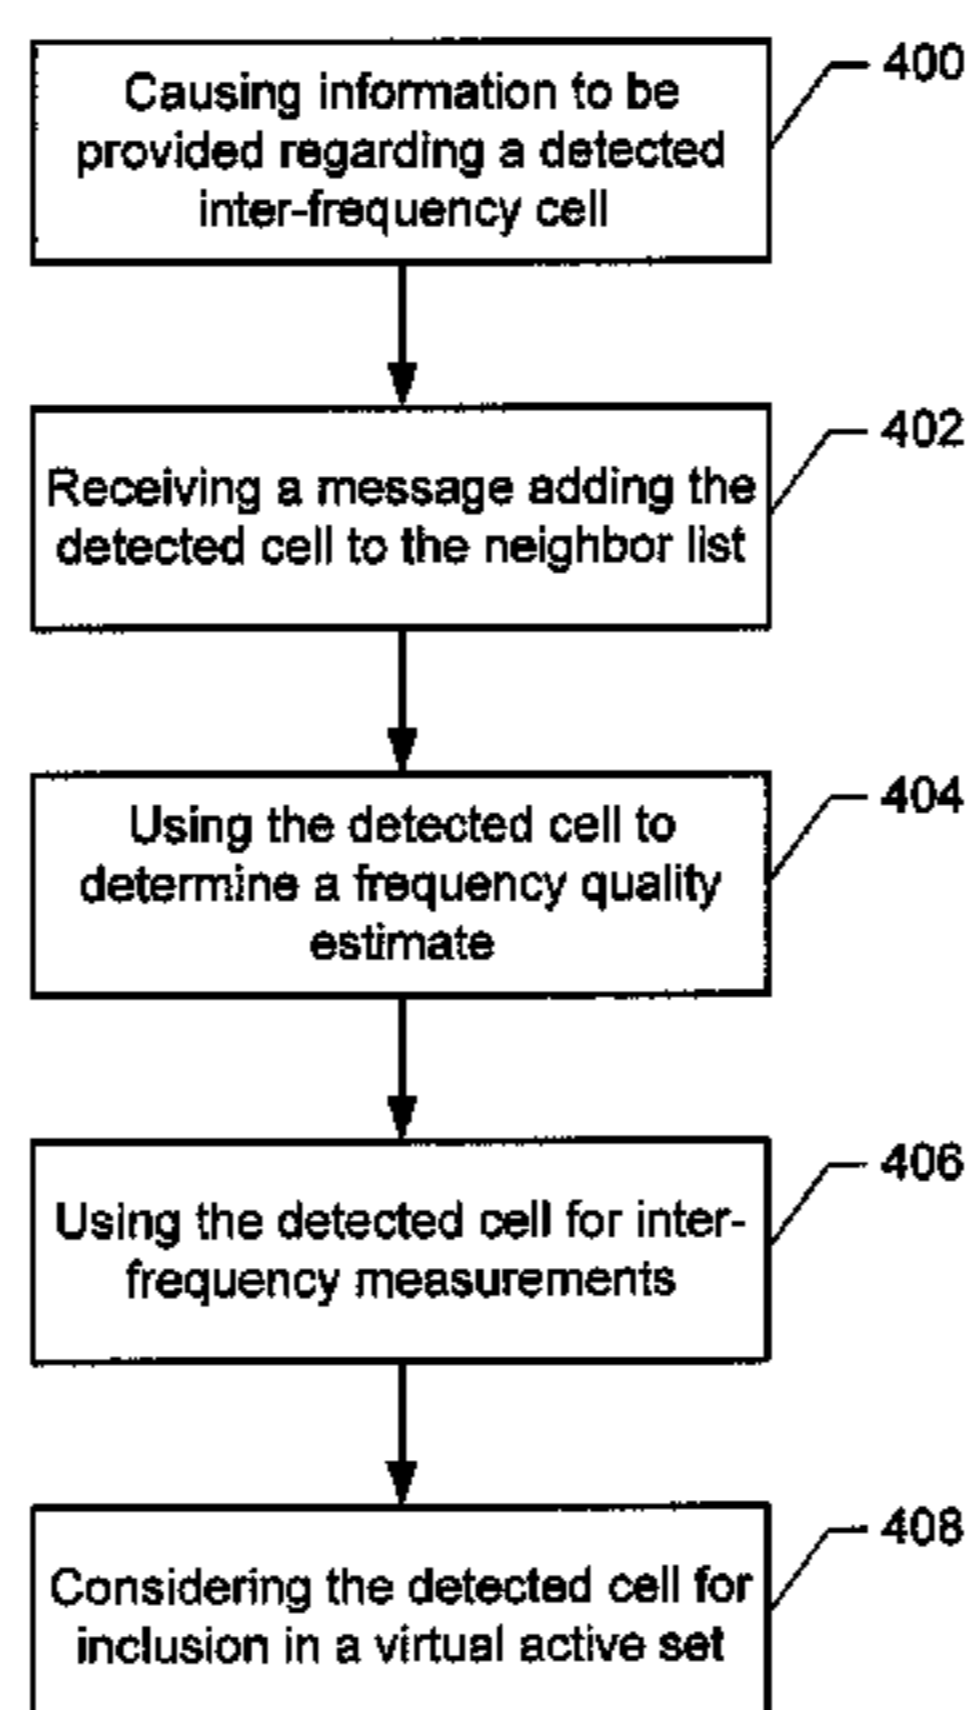 Causing information to be
provided regarding a detected
inter-frequency cell
400
Receiving a message adding the
detected cell to the neighbor list
402
Using the detected cell to
determine a frequency quality
estimate
404
Using the detected cell for inter-
frequency measurements
406
Considering the detected cell for
inclusion in a virtual active set
408